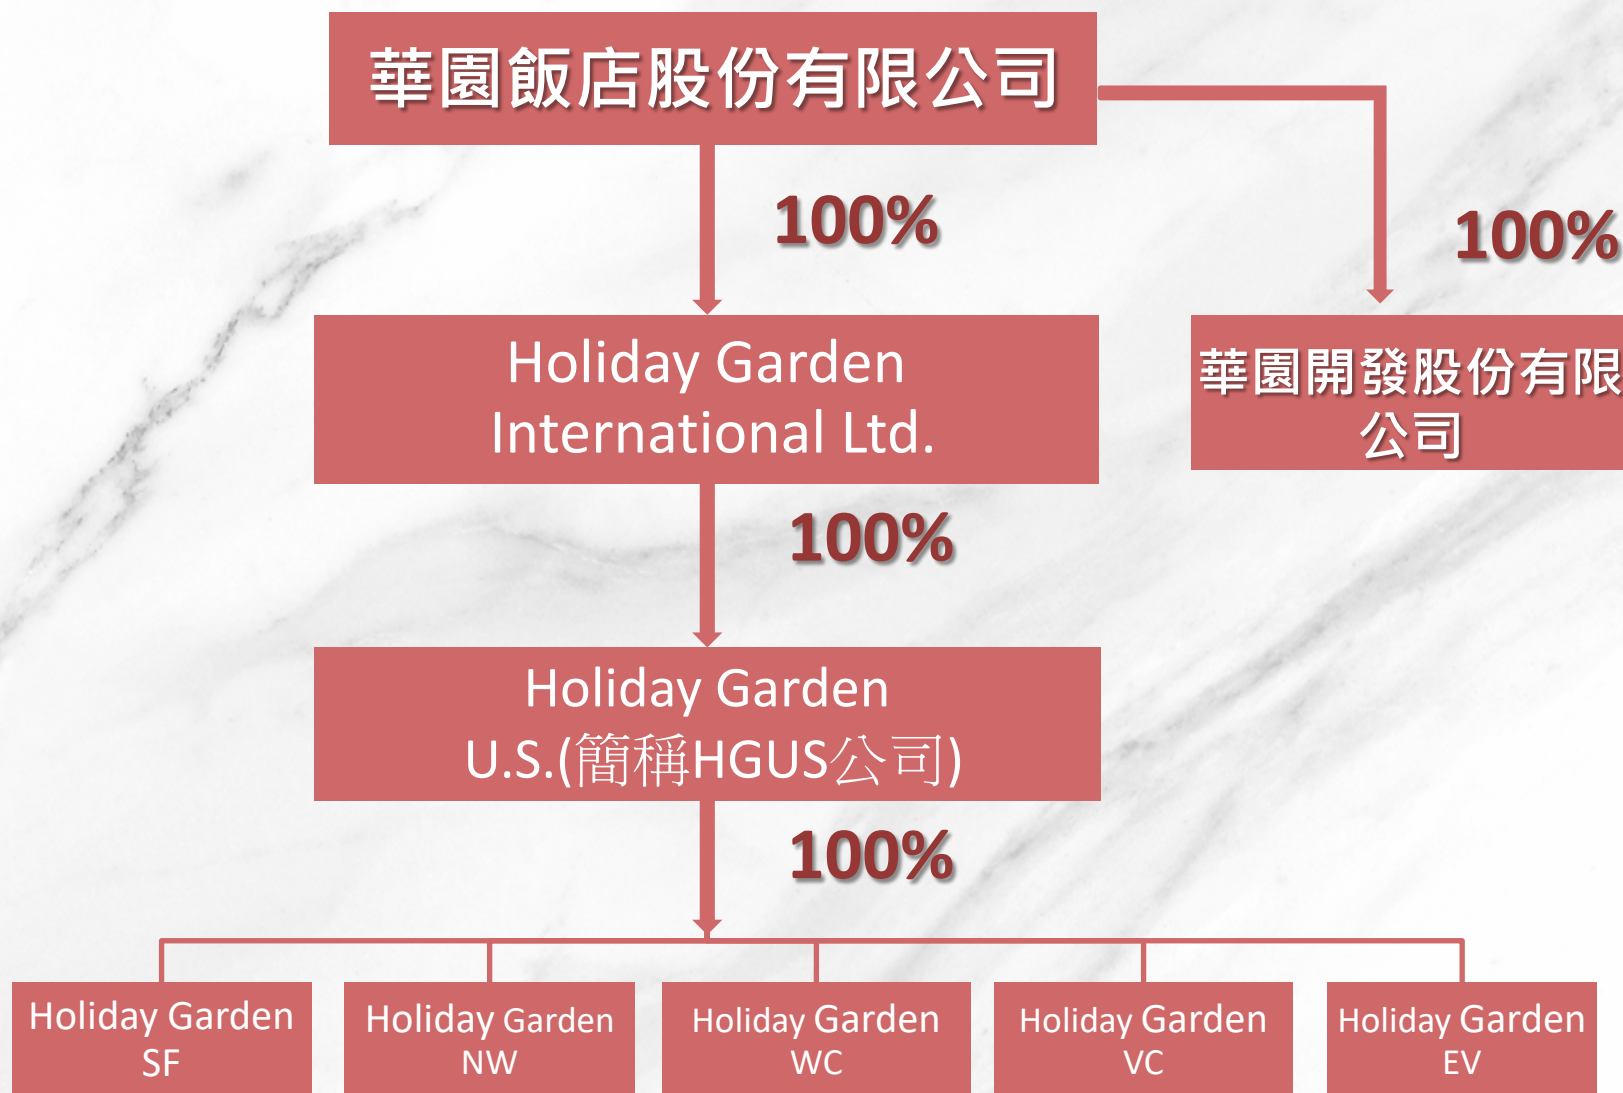 華園飯店股份有限公司
100%
100%
Holiday Garden
International Ltd.
華園開發股份有限
公司
100%
Holiday Garden
U.S.(簡稱HGUS公司)
100%
Holiday Garden
SF
Holiday Garden
NW
Holiday Garden
WC
Holiday Garden
VC
Holiday Garden
EV